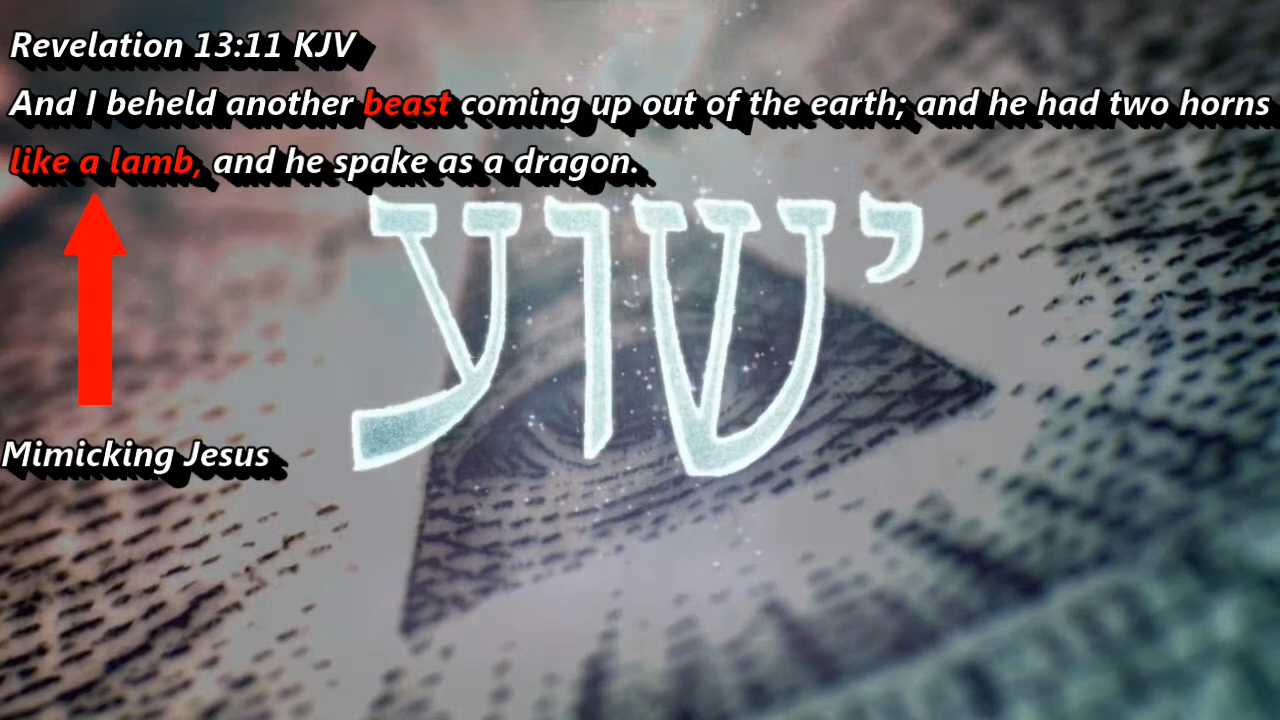 Revelation 13:11 KJV
And I beheld another beast coming up out of the earth; and he had two horns
like a lamb, and he spake as a dragon.
ישוע
Mimicking Jesus